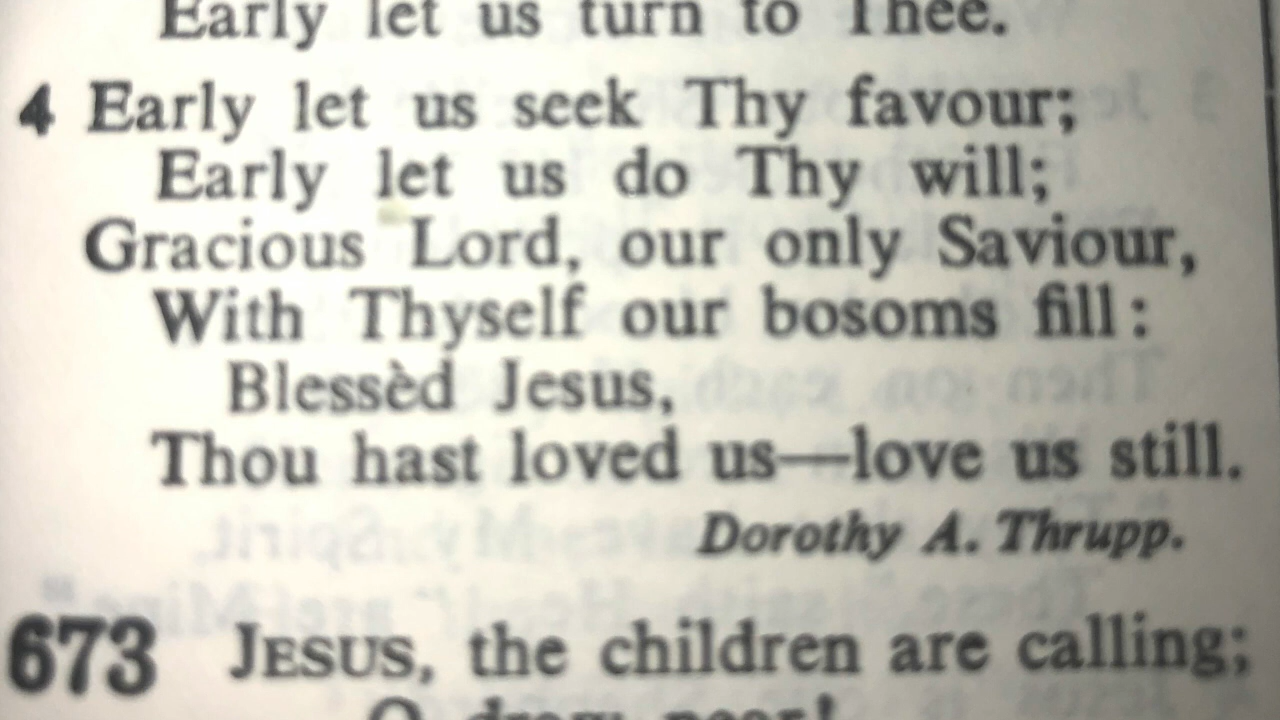 Early let us turn to Thee.
4 Early let us seek Thy favour;
Early let us do Thy will;
Gracious Lord, our only Saviour,
With Thyself our bosoms fill:
Blessèd Jesus,
Thou hast loved us—love us still.
Dorothy A. Thrupp.
673 JESUS, the children are calling;
O draw near!